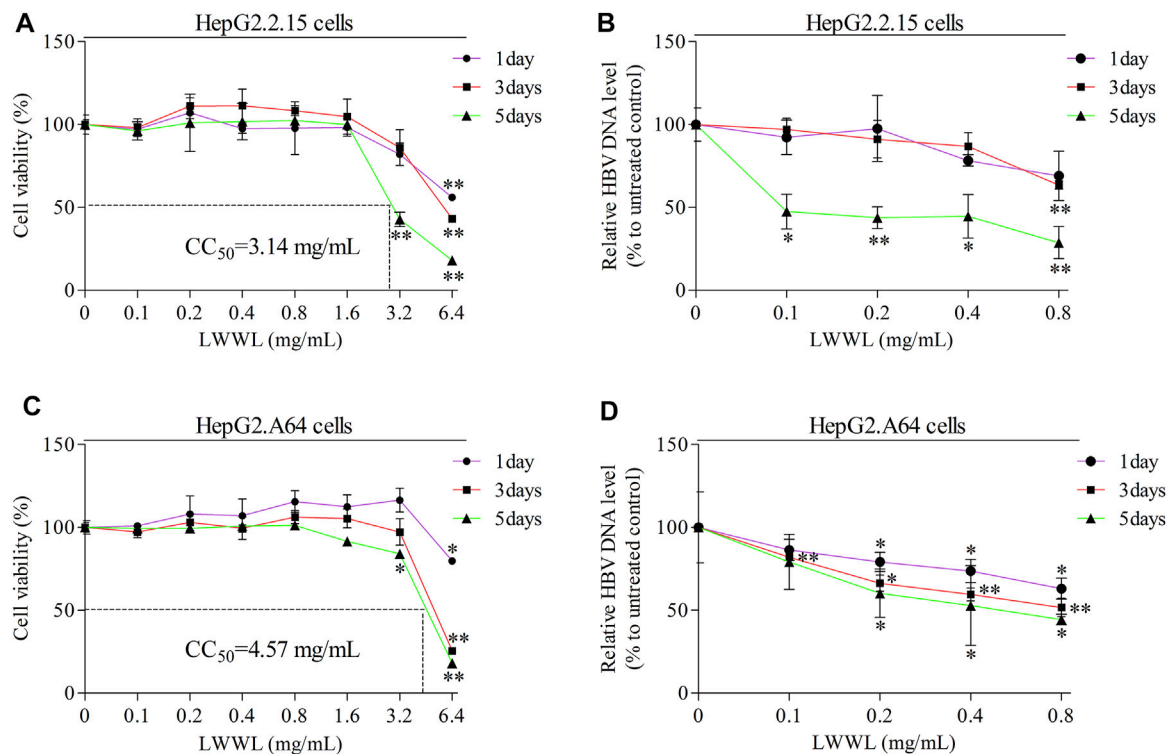 A
HepG2.2.15 cells
150
100
50
0
Cell viability (%)
1day
3days
5days
**
**
**
**
CC50=3.14 mg/mL
0 0.1 0.2 0.4 0.8 1.6 3.2 6.4
LWWL (mg/mL)
B
HepG2.2.15 cells
150
100
50
0
Relative HBV DNA level
(% to untreated control)
1day
3days
5days
**
* ** * **
0 0.1 0.2 0.4 0.8
LWWL (mg/mL)
C
HepG2.A64 cells
150
100
50
0
Cell viability (%)
1day
3days
5days
*
*
**
**
CC50=4.57 mg/mL
0 0.1 0.2 0.4 0.8 1.6 3.2 6.4
LWWL (mg/mL)
D
HepG2.A64 cells
150
100
50
0
Relative HBV DNA level
(% to untreated control)
1day
3days
5days
* * *
** * ** **
* * *
0 0.1 0.2 0.4 0.8
LWWL (mg/mL)